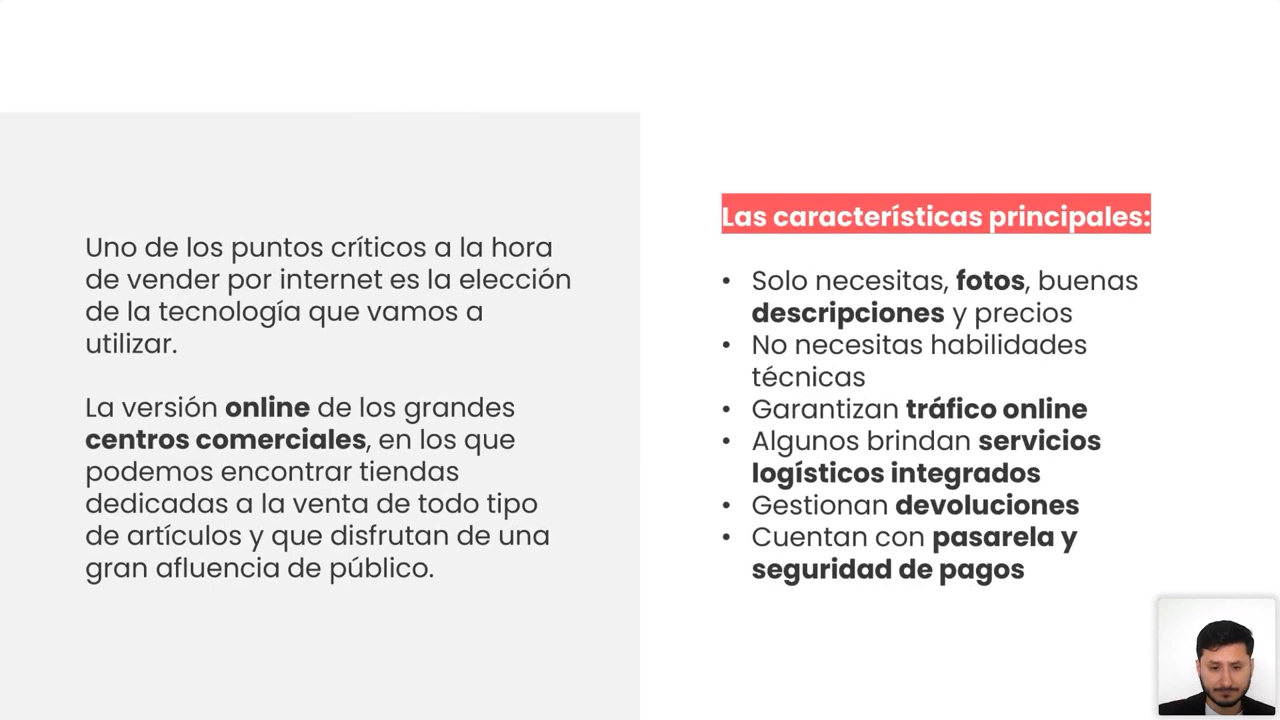 Uno de los puntos críticos a la hora
de vender por internet es la elección
de la tecnología que vamos a
utilizar.
La versión online de los grandes
centros comerciales, en los que
podemos encontrar tiendas
dedicadas a la venta de todo tipo
de artículos y que disfrutan de una
gran afluencia de público.
Las características principales:
• Solo necesitas, fotos, buenas
descripciones y precios
• No necesitas habilidades
técnicas
• Garantizan tráfico online
• Algunos brindan servicios
logísticos integrados
• Gestionan devoluciones
• Cuentan con pasarela y
seguridad de pagos